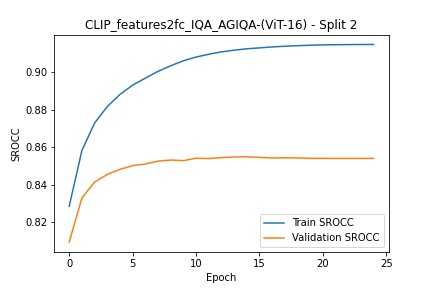 CLIP_features2fc_IQA_AGIQA-(ViT-16) - Split 2
SROCC
0.90
0.88
0.86
0.84
0.82
0
5
10
15
20
25
Epoch
Train SROCC
Validation SROCC